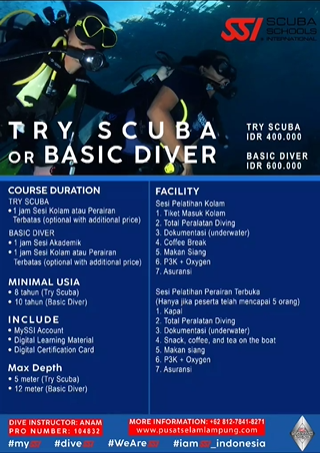 SSI SCUBA
SCHOOLS
INTERNATIONAL
TRY SCUBA
OR BASIC DIVER
TRY SCUBA
IDR 400.000
BASIC DIVER
IDR 600.000
COURSE DURATION
TRY SCUBA
• 1 jam Sesi Kolam atau Perairan
Terbatas (optional with additional price)
BASIC DIVER
• 1 jam Sesi Akademik
• 1 jam Sesi Kolam atau Perairan
Terbatas (optional with additional price)
MINIMAL USIA
• 8 tahun (Try Scuba)
• 10 tahun (Basic Diver)
INCLUDE
• MySSI Account
• Digital Learning Material
• Digital Certification Card
Max Depth
• 5 meter (Try Scuba)
• 12 meter (Basic Diver)
FACILITY
Sesi Pelatihan Kolam
1. Tiket Masuk Kolam
2. Total Peralatan Diving
3. Dokumentasi (underwater)
4. Coffee Break
5. Makan Siang
6. P3K + Oxygen
7. Asuransi
Sesi Pelatihan Perairan Terbuka
(Hanya jika peserta telah mencapai 5 orang)
1. Kapal
2. Total Peralatan Diving
3. Dokumentasi (underwater)
4. Snack, coffee, and tea on the boat
5. Makan siang
6. P3K + Oxygen
7. Asuransi
DIVE INSTRUCTOR: ANAM
PRO NUMBER: 104832
MORE INFORMATION: +62 812-7841-8271
www.pusatselamlampung.com
#mySSI #diveSSI #WeAreSSI #iamSSI_indonesia